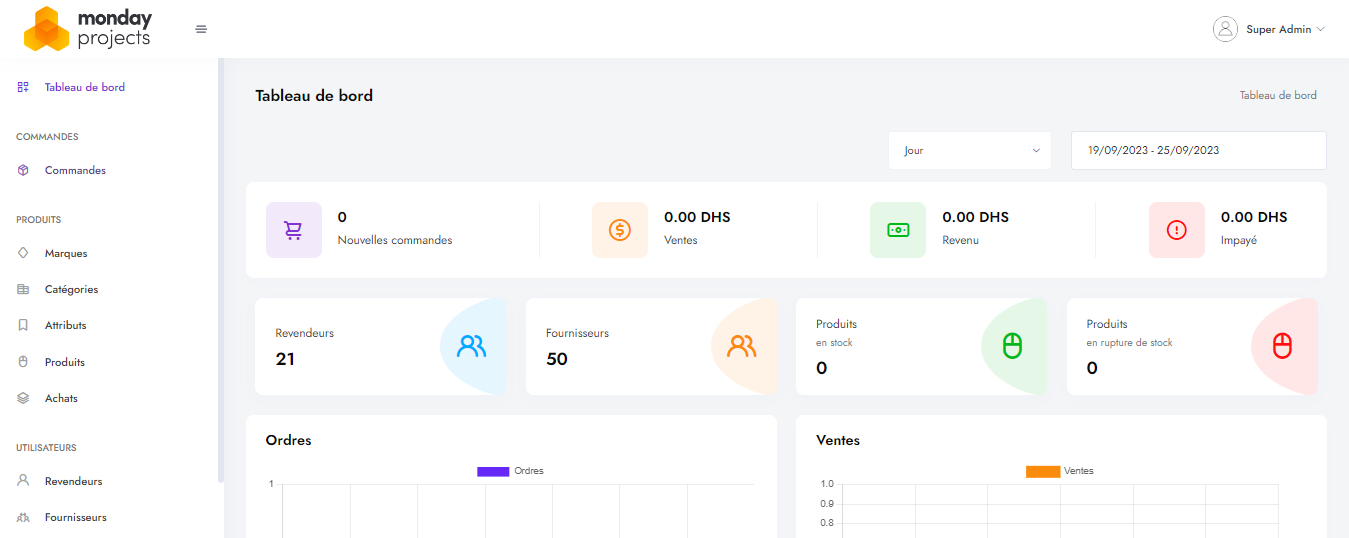 monday
projects
Super Admin
Tableau de bord
COMMANDES
Commandes
PRODUITS
Marques
Catégories
Attributs
Produits
Achats
UTILISATEURS
Revendeurs
Fournisseurs
Tableau de bord
Tableau de bord
Jour
19/09/2023 - 25/09/2023
0
Nouvelles commandes
0.00 DHS
Ventes
0.00 DHS
Revenu
0.00 DHS
Impayé
Revendeurs
21
Fournisseurs
50
Produits
en stock
0
Produits
en rupture de stock
0
Ordres
Ordres
1
Ventes
Ventes
1.0
0.9
0.8